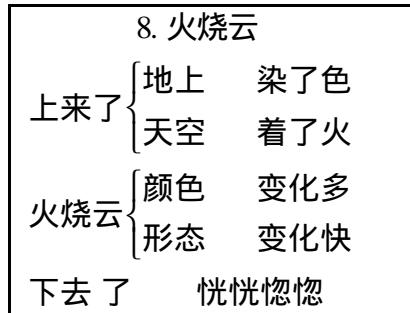 8. 火烧云
地上 染了色
上来了
天空 着了火
颜色 变化多
火烧云
形态 变化快
下去 了 恍恍惚惚